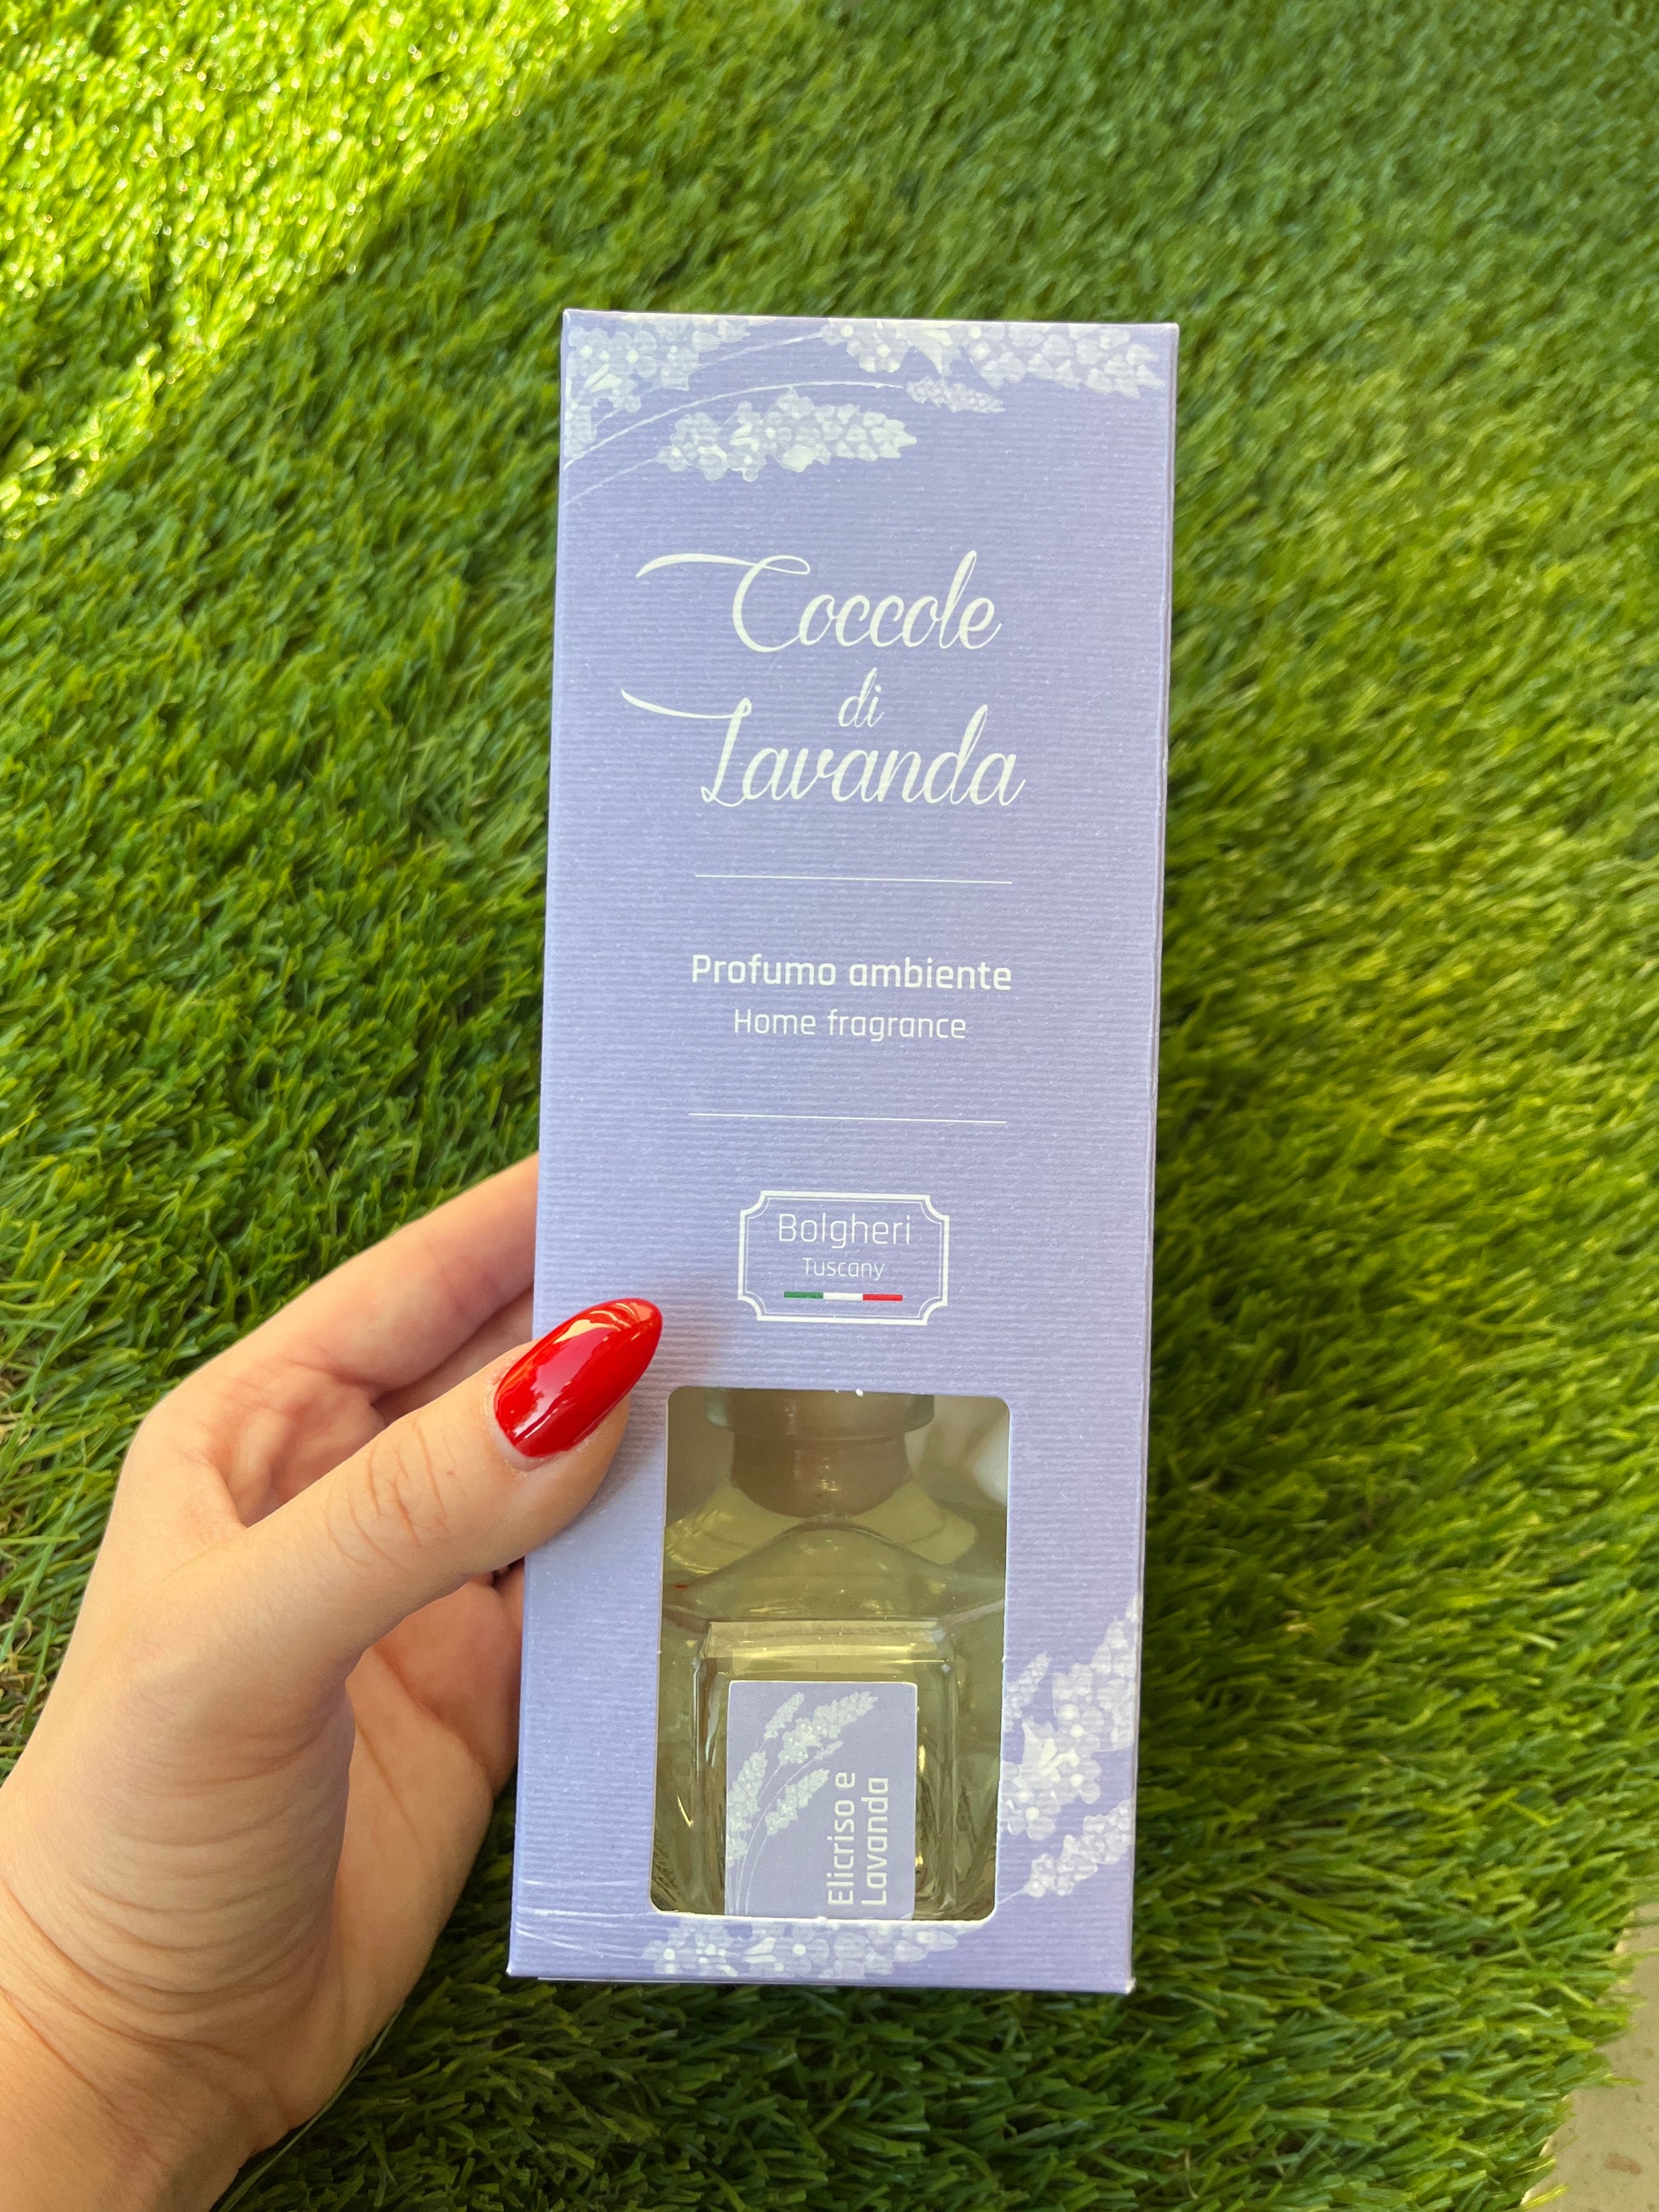 Coccole
di
Lavanda
Profumo ambiente
Home fragrance
Bolgheri
Tuscany
Elicriso e
Lavanda